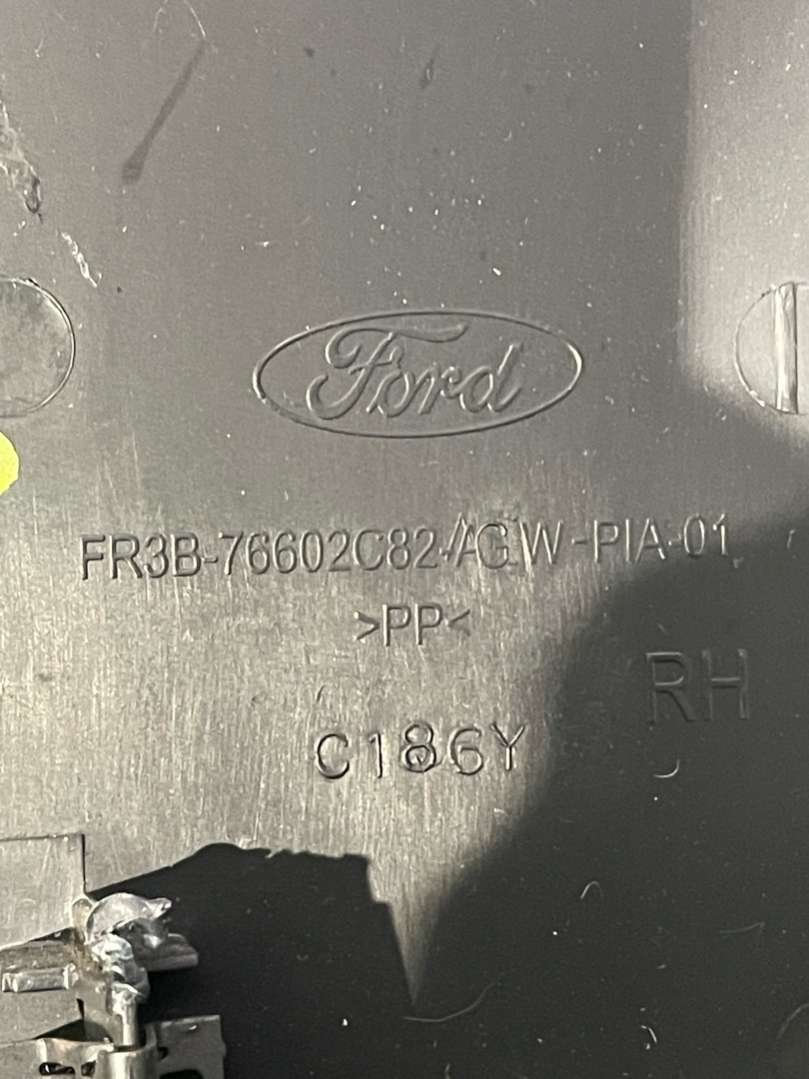 Ford
FR3B-76602C82-AGW-PIA-01
>PP<
RH
C186Y